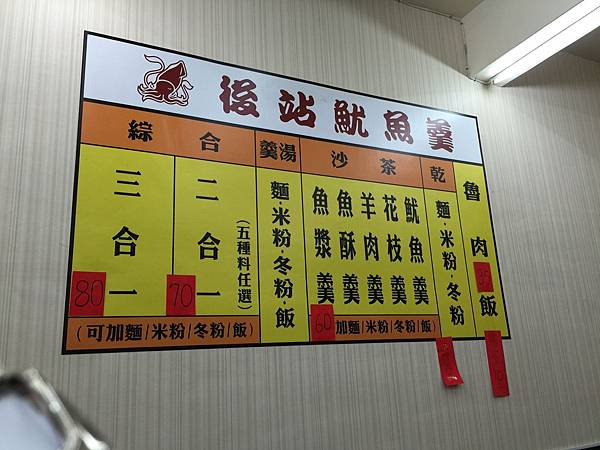 後站魷魚羹
綜合
三合一
80
二合一
(五種料任選)
70
(可加麵/米粉/冬粉/飯)
羹湯
麵·米粉·冬粉·飯
沙茶
魚漿羹
魚酥羹
羊肉羹
花枝羹
魷魚羹
60
加麵/米粉/冬粉/飯)
乾
麵·米粉·冬粉
魯肉飯
35